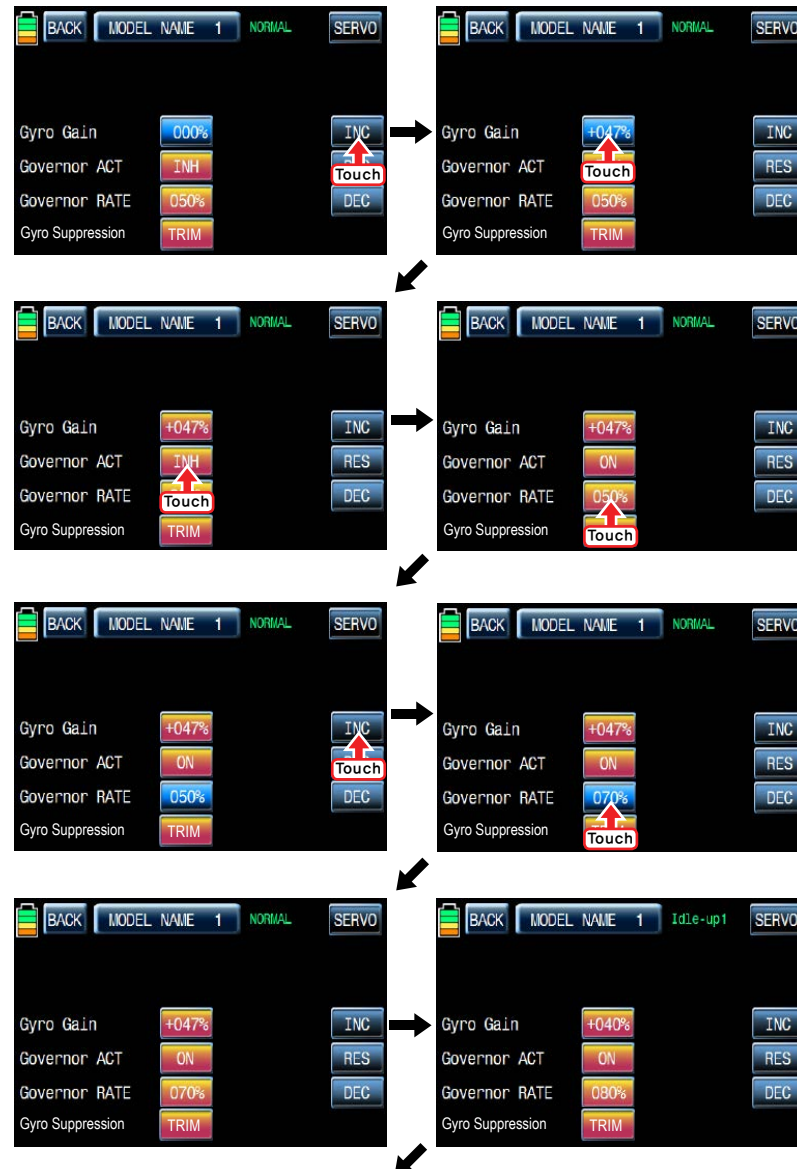 BACK MODEL NAME 1 NORMAL SERVO
Gyro Gain 000% INC
Governor ACT INH
Touch
Governor RATE 050% DEC
Gyro Suppression TRIM
BACK MODEL NAME 1 NORMAL SERVO
Gyro Gain +047% INC
Governor ACT Touch RES
Governor RATE 050% DEC
Gyro Suppression TRIM
BACK MODEL NAME 1 NORMAL SERVO
Gyro Gain +047% INC
Governor ACT INH RES
Governor RATE Touch DEC
Gyro Suppression TRIM
BACK MODEL NAME 1 NORMAL SERVO
Gyro Gain +047% INC
Governor ACT ON RES
Governor RATE 050% DEC
Gyro Suppression Touch
BACK MODEL NAME 1 NORMAL SERVO
Gyro Gain +047% INC
Governor ACT ON Touch
Governor RATE 050% DEC
Gyro Suppression TRIM
BACK MODEL NAME 1 NORMAL SERVO
Gyro Gain +047% INC
Governor ACT ON RES
Governor RATE 070% DEC
Gyro Suppression Touch
BACK MODEL NAME 1 NORMAL SERVO
Gyro Gain +047% INC
Governor ACT ON RES
Governor RATE 070% DEC
Gyro Suppression TRIM
BACK MODEL NAME 1 Idle-up1 SERVO
Gyro Gain +040% INC
Governor ACT ON RES
Governor RATE 080% DEC
Gyro Suppression TRIM